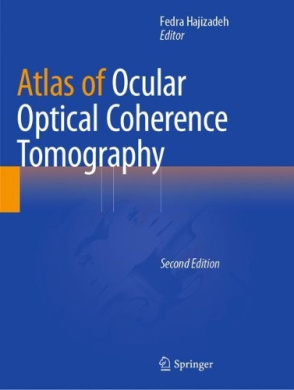 Fedra Hajizadeh
Editor
Atlas of Ocular
Optical Coherence
Tomography
Second Edition
Springer